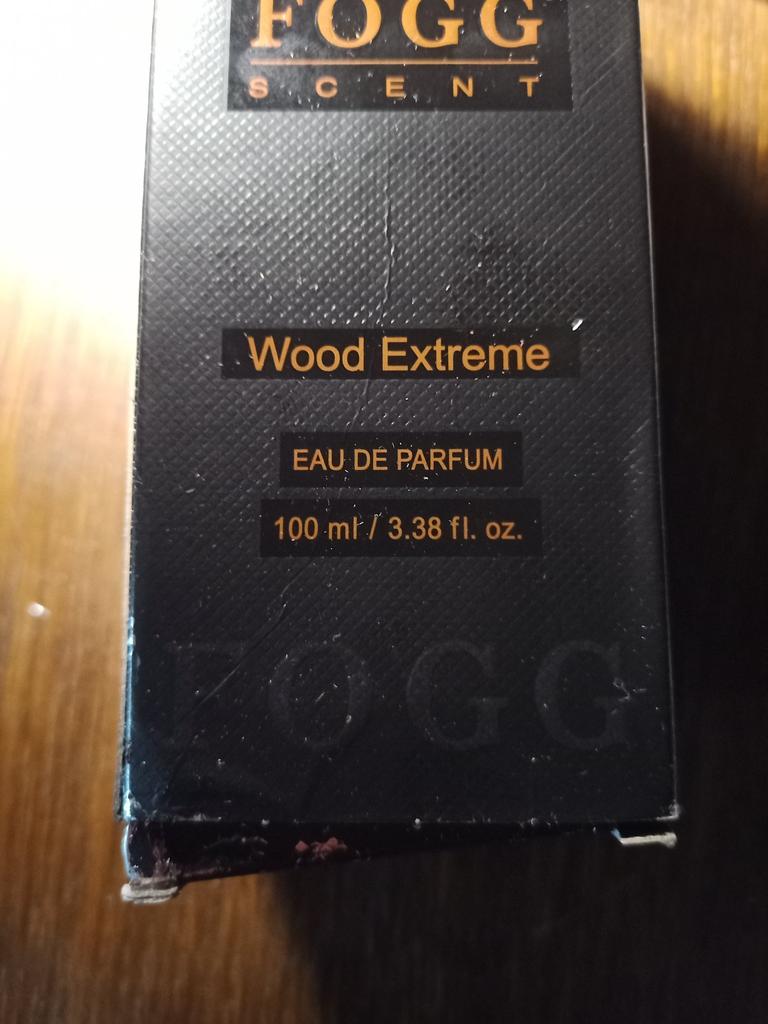 FOGG
SCENT
Wood Extreme
EAU DE PARFUM
100 ml / 3.38 fl. oz.
FOGG